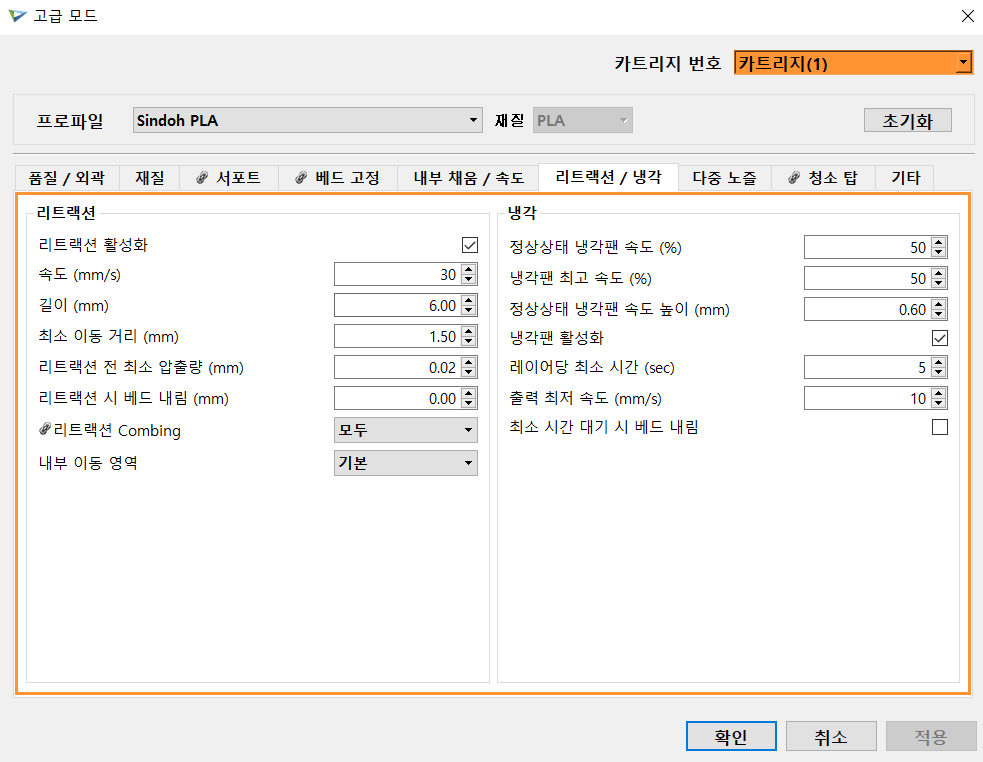 고급 모드
카트리지 번호 카트리지(1)
프로파일 Sindoh PLA 재질 PLA 초기화
품질 / 외곽 재질 서포트 베드 고정 내부 채움 / 속도 리트랙션 / 냉각 다중 노즐 청소 탑 기타
리트랙션
리트랙션 활성화
속도 (mm/s) 30
길이 (mm) 6.00
최소 이동 거리 (mm) 1.50
리트랙션 전 최소 압출량 (mm) 0.02
리트랙션 시 베드 내림 (mm) 0.00
리트랙션 Combing 모두
내부 이동 영역 기본
냉각
정상상태 냉각팬 속도 (%) 50
냉각팬 최고 속도 (%) 50
정상상태 냉각팬 속도 높이 (mm) 0.60
냉각팬 활성화
레이어당 최소 시간 (sec) 5
출력 최저 속도 (mm/s) 10
최소 시간 대기 시 베드 내림
확인 취소 적용